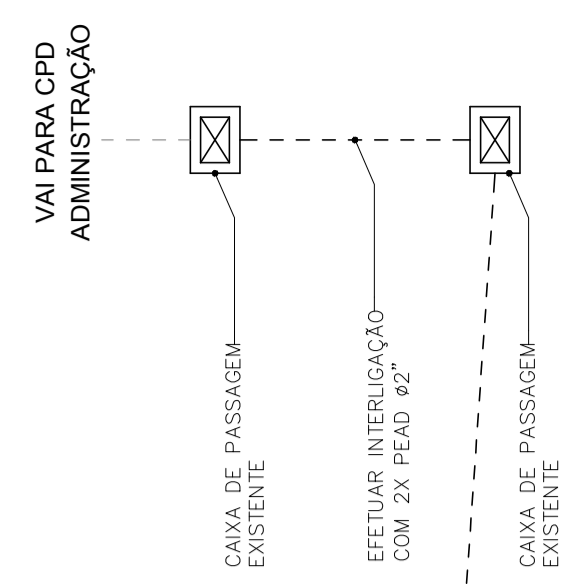 VAI PARA CPD
ADMINISTRAÇÃO
CAIXA DE PASSAGEM
EXISTENTE
EFETUAR INTERLIGAÇÃO
COM 2X PEAD ø2"
CAIXA DE PASSAGEM
EXISTENTE